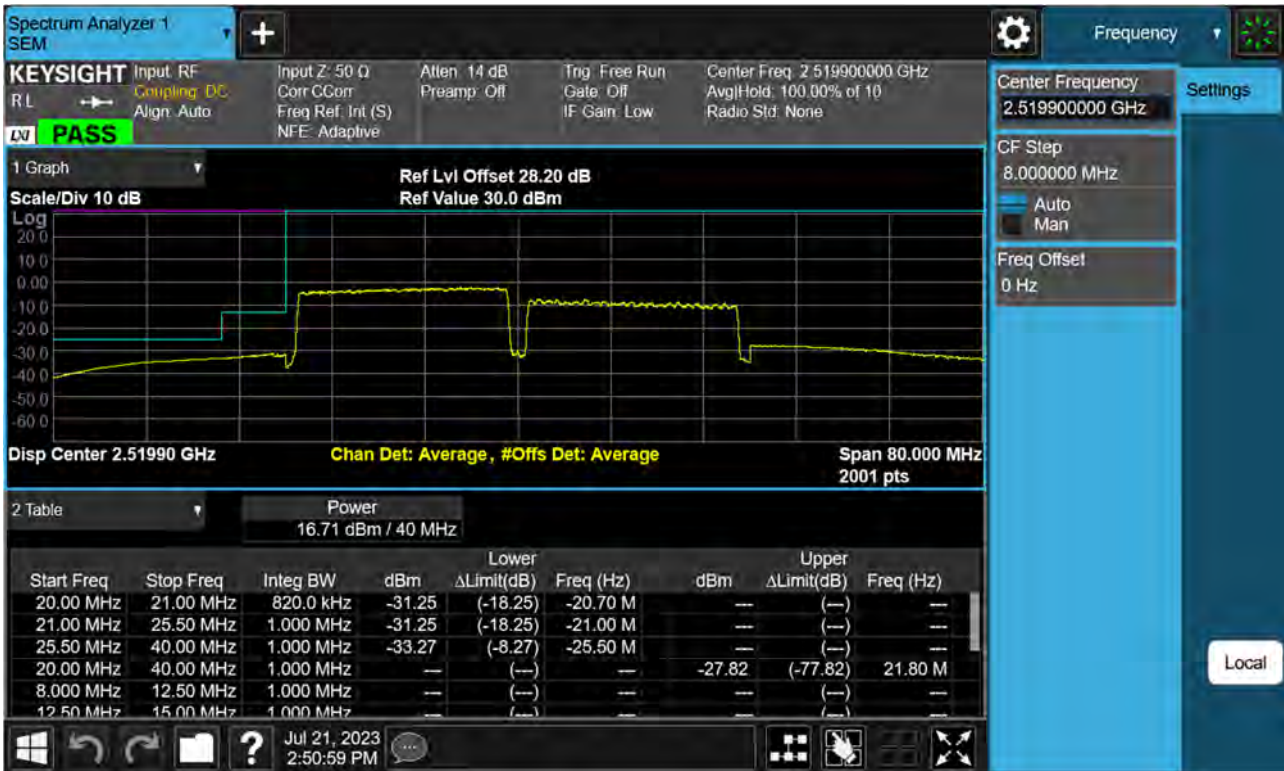 Spectrum Analyzer 1
SEM
+
Frequency
KEYSIGHT
RL
LXI PASS
Input: RF
Coupling: DC
Align: Auto
Input Z: 50 Ω
Corr CCorr
Freq Ref: Int (S)
NFE: Adaptive
Atten: 14 dB
Preamp: Off
Trig: Free Run
Gate: Off
IF Gain: Low
Center Freq: 2.519900000 GHz
Avg|Hold: 100.00% of 10
Radio Std: None
Center Frequency
2.519900000 GHz
Settings
CF Step
8.000000 MHz
Auto
Man
Freq Offset
0 Hz
Local
1 Graph
Scale/Div 10 dB
Ref Lvl Offset 28.20 dB
Ref Value 30.0 dBm
Log
20.0
10.0
0.00
-10.0
-20.0
-30.0
-40.0
-50.0
-60.0
Disp Center 2.51990 GHz
Chan Det: Average, #Offs Det: Average
Span 80.000 MHz
2001 pts
2 Table
Power
16.71 dBm / 40 MHz
Lower Upper
Start Freq Stop Freq Integ BW dBm ΔLimit(dB) Freq (Hz) dBm ΔLimit(dB) Freq (Hz)
20.00 MHz 21.00 MHz 820.0 kHz -31.25 (-18.25) -20.70 M --- (---) ---
21.00 MHz 25.50 MHz 1.000 MHz -31.25 (-18.25) -21.00 M --- (---) ---
25.50 MHz 40.00 MHz 1.000 MHz -33.27 (-8.27) -25.50 M --- (---) ---
20.00 MHz 40.00 MHz 1.000 MHz --- (---) --- -27.82 (-77.82) 21.80 M
8.000 MHz 12.50 MHz 1.000 MHz --- (---) --- --- (---) ---
12.50 MHz 15.00 MHz 1.000 MHz --- (---) --- --- (---) ---
?
Jul 21, 2023
2:50:59 PM